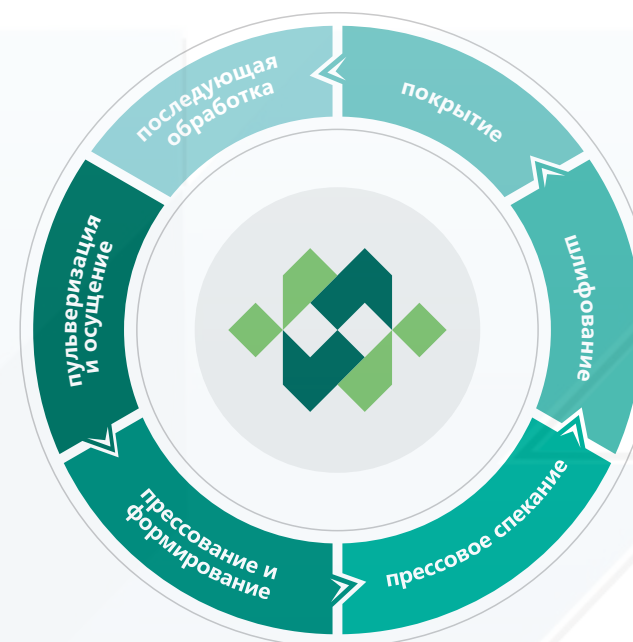 последующая
обработка
покрытие
шлифование
прессовое спекание
прессование и
формирование
пульверизация
и осущение